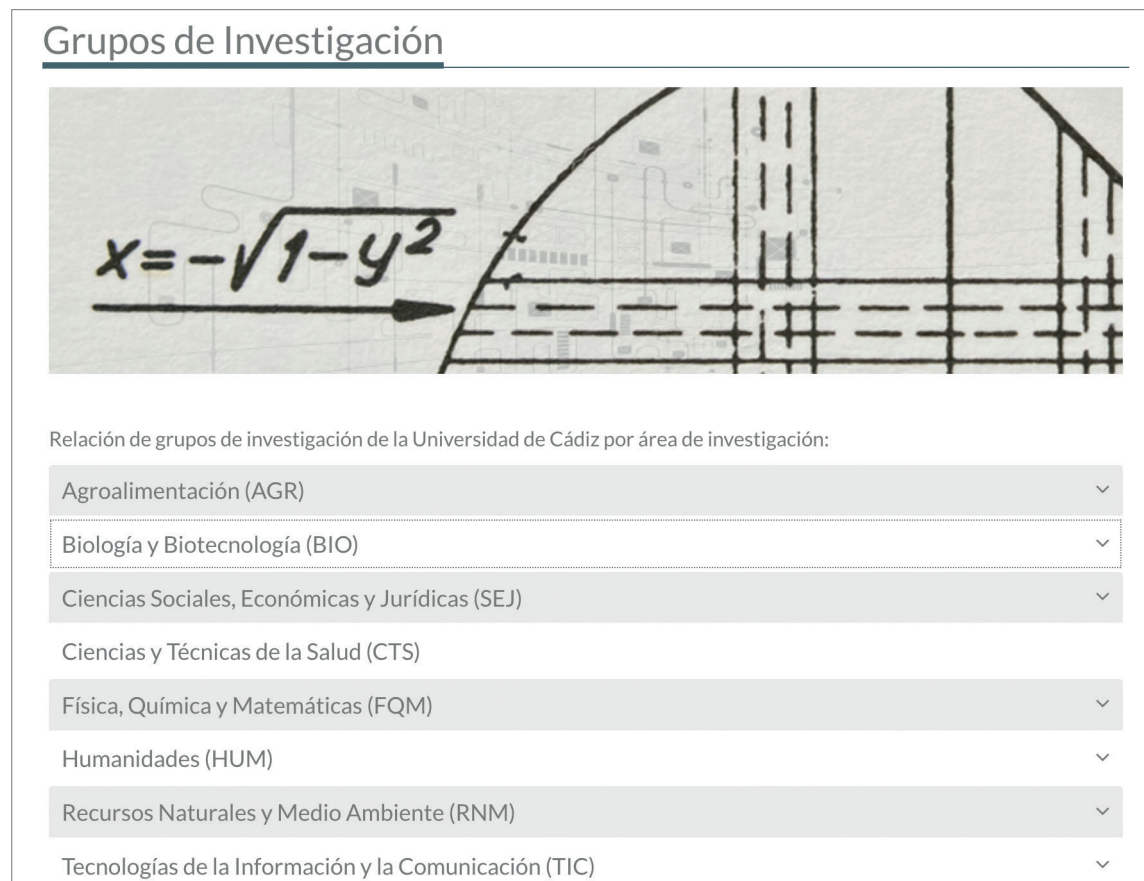 Grupos de Investigación
x=-√1-y²
Relación de grupos de investigación de la Universidad de Cádiz por área de investigación:
Agroalimentación (AGR)
Biología y Biotecnología (BIO)
Ciencias Sociales, Económicas y Jurídicas (SEJ)
Ciencias y Técnicas de la Salud (CTS)
Física, Química y Matemáticas (FQM)
Humanidades (HUM)
Recursos Naturales y Medio Ambiente (RNM)
Tecnologías de la Información y la Comunicación (TIC)